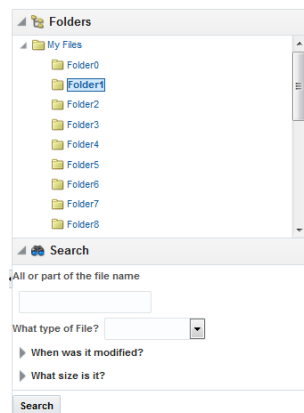 Folders
My Files
Folder0
Folder1
Folder2
Folder3
Folder4
Folder5
Folder6
Folder7
Folder8
Search
All or part of the file name
What type of File?
When was it modified?
What size is it?
Search